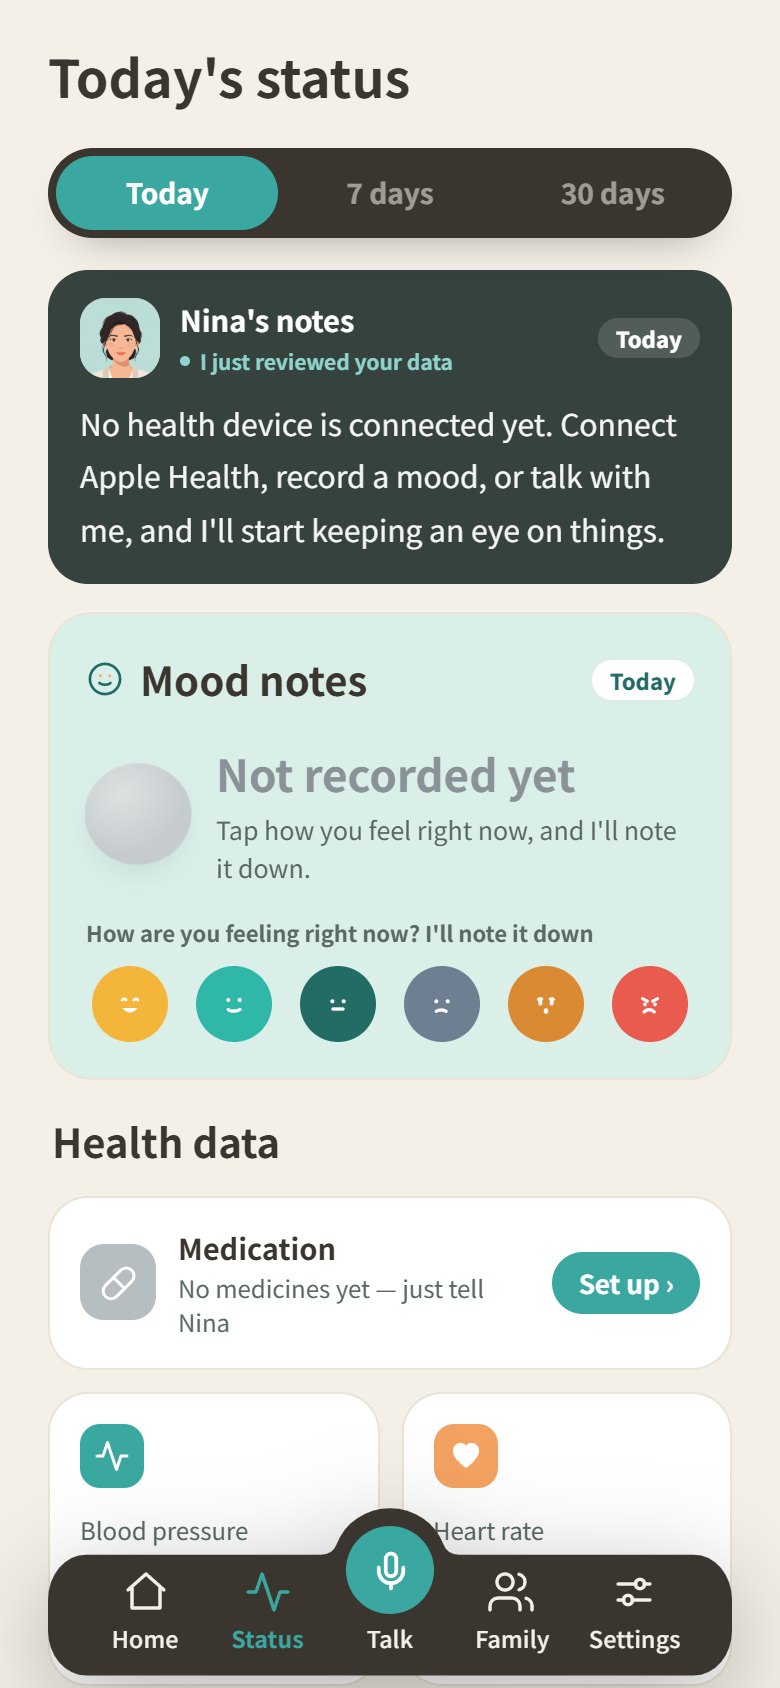 Today's status
Today
7 days
30 days
Nina's notes
I just reviewed your data
Today
No health device is connected yet. Connect
Apple Health, record a mood, or talk with
me, and I'll start keeping an eye on things.
Mood notes
Today
Not recorded yet
Tap how you feel right now, and I'll note
it down.
How are you feeling right now? I'll note it down
Health data
Medication
No medicines yet — just tell
Nina
Set up ›
Blood pressure
Heart rate
Home
Status
Talk
Family
Settings